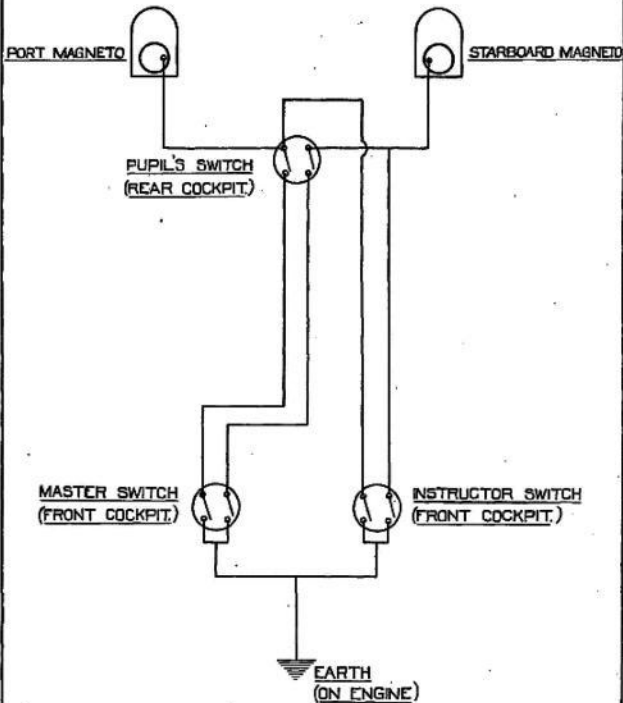 PORT MAGNETO
STARBOARD MAGNETO
PUPIL'S SWITCH
(REAR COCKPIT.)
MASTER SWITCH
(FRONT COCKPIT.)
INSTRUCTOR SWITCH
(FRONT COCKPIT.)
EARTH
(ON ENGINE)